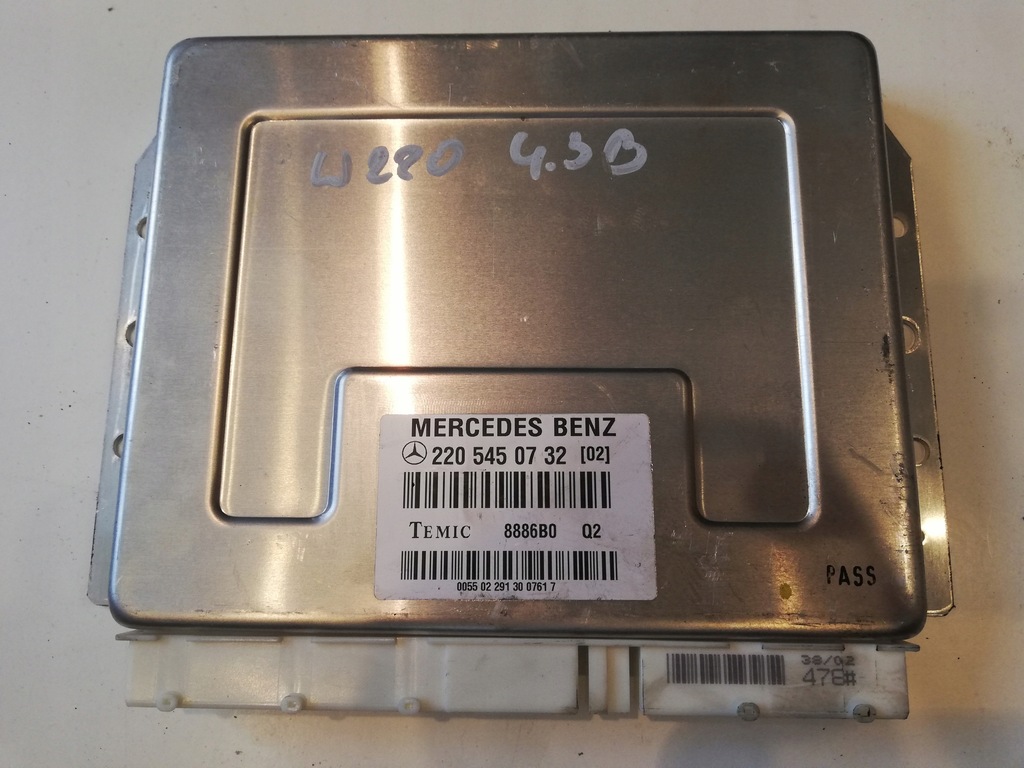 W220 4.3B
MERCEDES BENZ
220 545 07 32 [02]
TEMIC 8886B0 Q2
0055 02 291 30 0761 7
PASS
38/02
478#